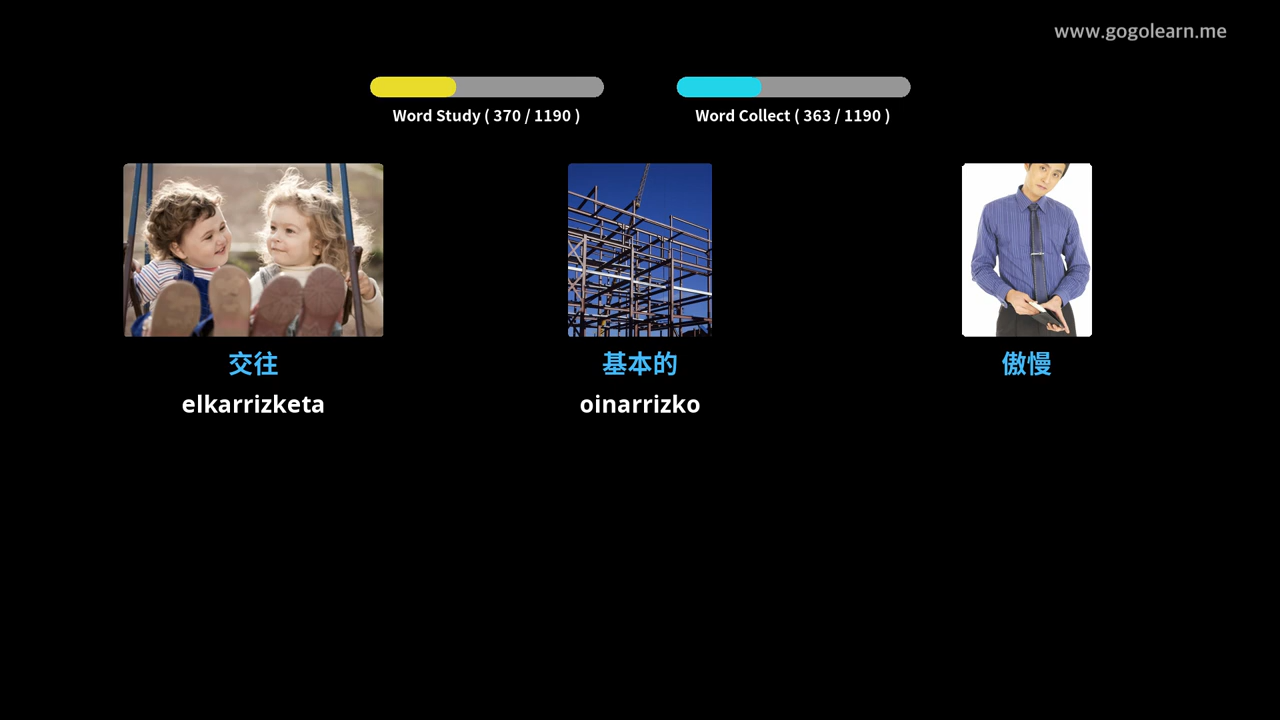 www.gogolearn.me
Word Study ( 370 / 1190 )
Word Collect ( 363 / 1190 )
交往
elkarrizketa
基本的
oinarrizko
傲慢